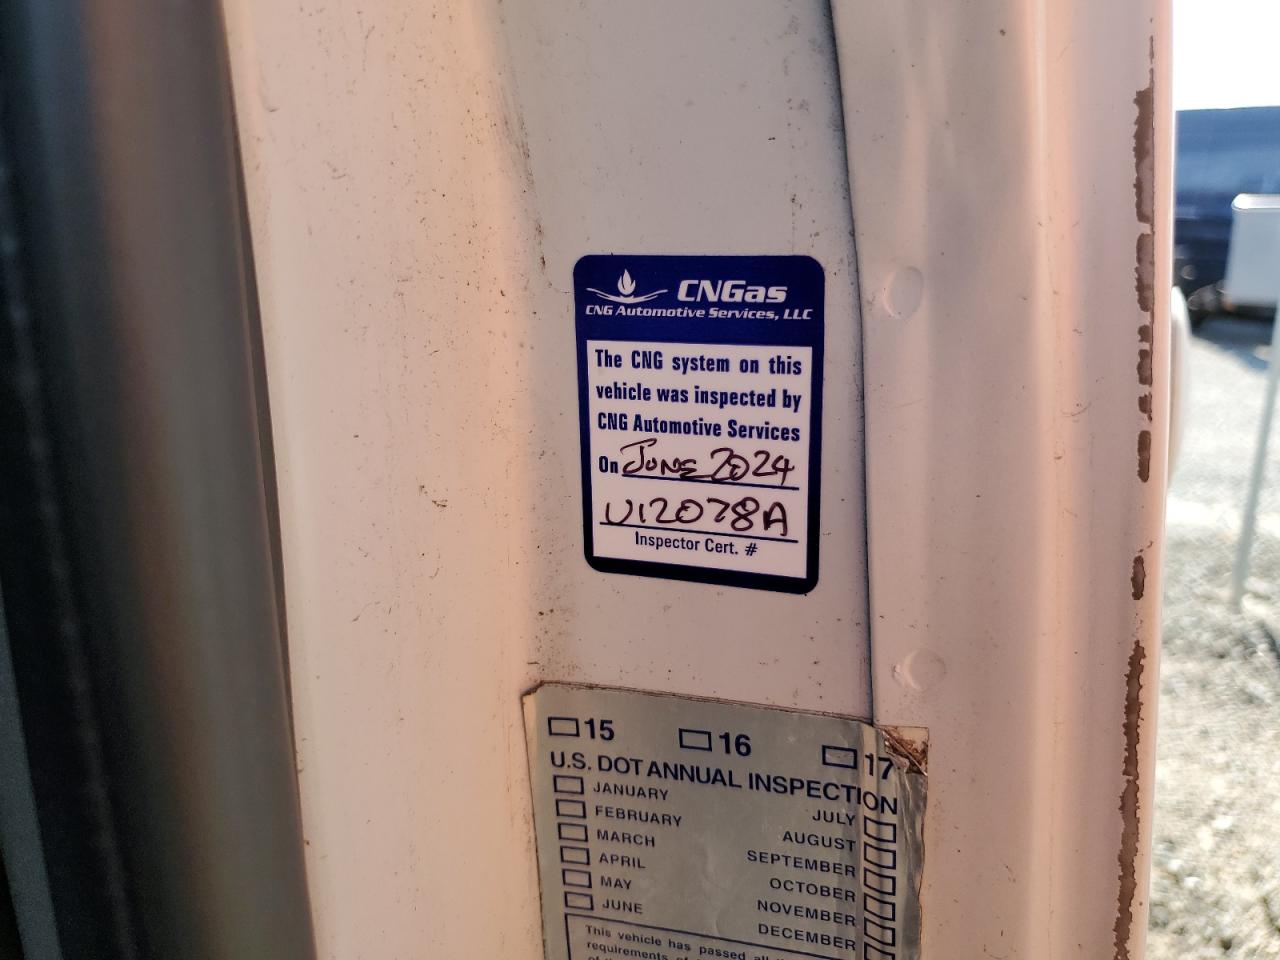 CNGas
CNG Automotive Services, LLC
The CNG system on this
vehicle was inspected by
CNG Automotive Services
On June 2024
U12078A
Inspector Cert. #
15 16 17
U.S. DOT ANNUAL INSPECTION
JANUARY JULY
FEBRUARY AUGUST
MARCH SEPTEMBER
APRIL OCTOBER
MAY NOVEMBER
JUNE DECEMBER
This vehicle has passed all
requirements